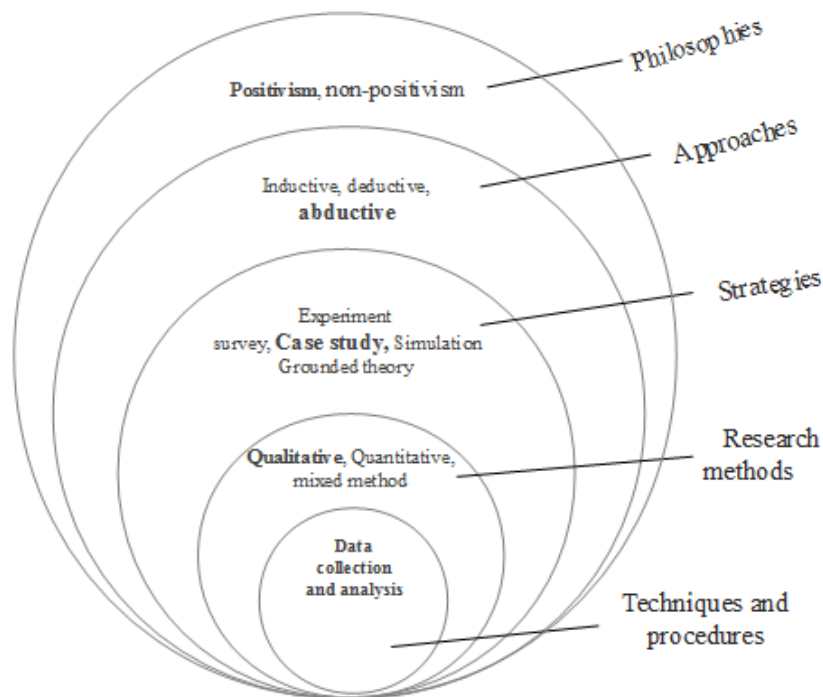 Philosophies
Positivism, non-positivism
Approaches
Inductive, deductive,
abductive
Strategies
Experiment
survey, Case study, Simulation
Grounded theory
Research
methods
Qualitative, Quantitative,
mixed method
Data
collection
and analysis
Techniques and
procedures